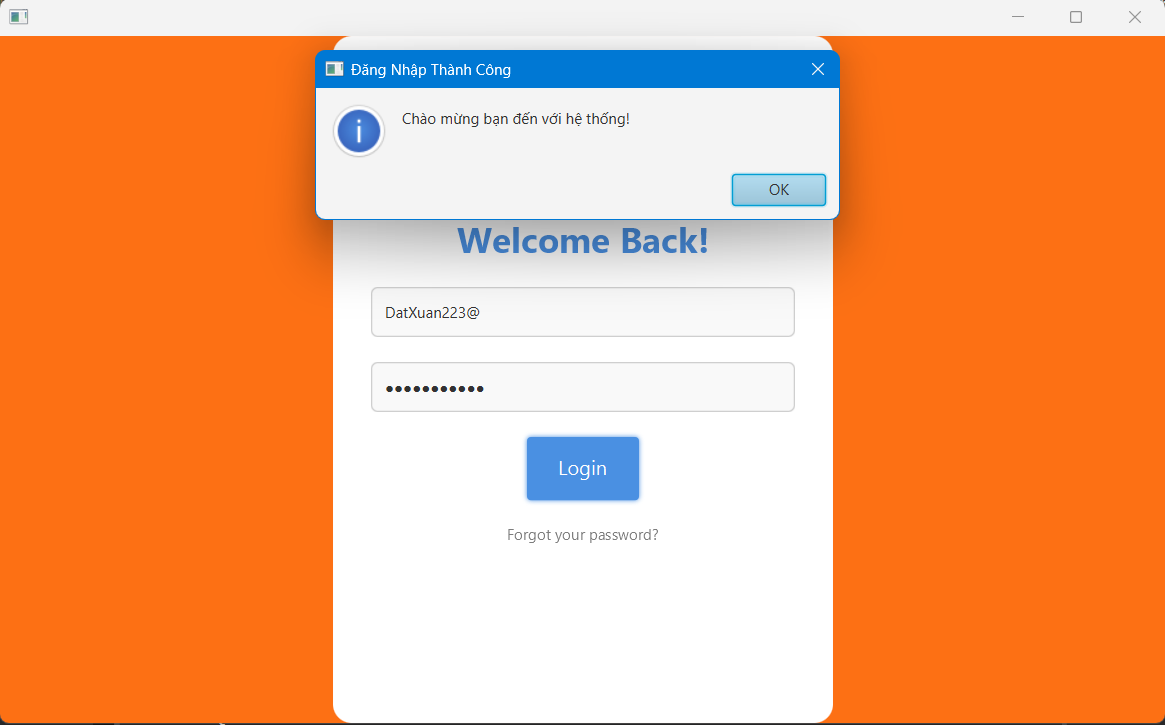 Đăng Nhập Thành Công
Chào mừng bạn đến với hệ thống!
OK
Welcome Back!
DatXuan223@
●●●●●●●●●●●
Login
Forgot your password?